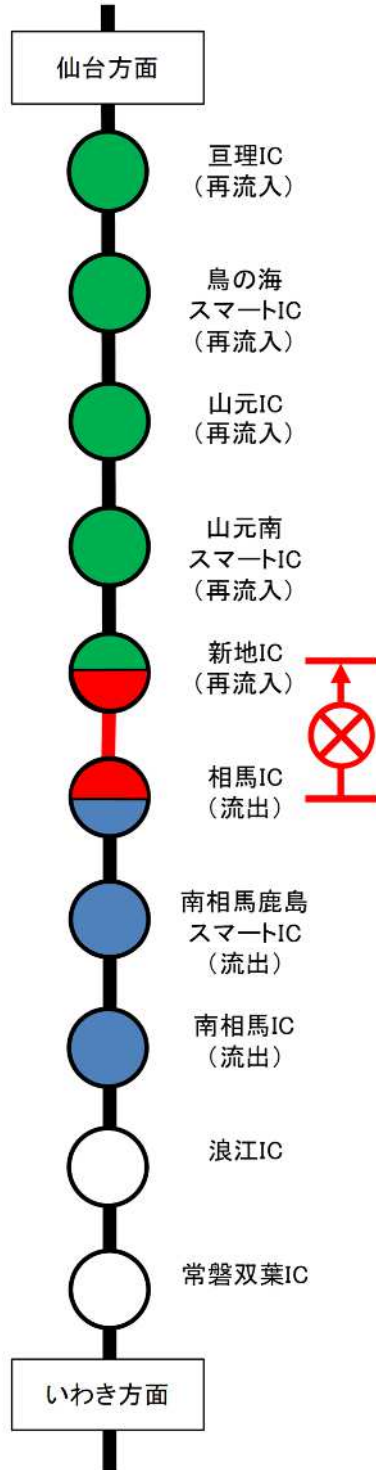 仙台方面
亘理IC
（再流入）
鳥の海
スマートIC
（再流入）
山元IC
（再流入）
山元南
スマートIC
（再流入）
新地IC
（再流入）
相馬IC
（流出）
南相馬鹿島
スマートIC
（流出）
南相馬IC
（流出）
浪江IC
常磐双葉IC
いわき方面